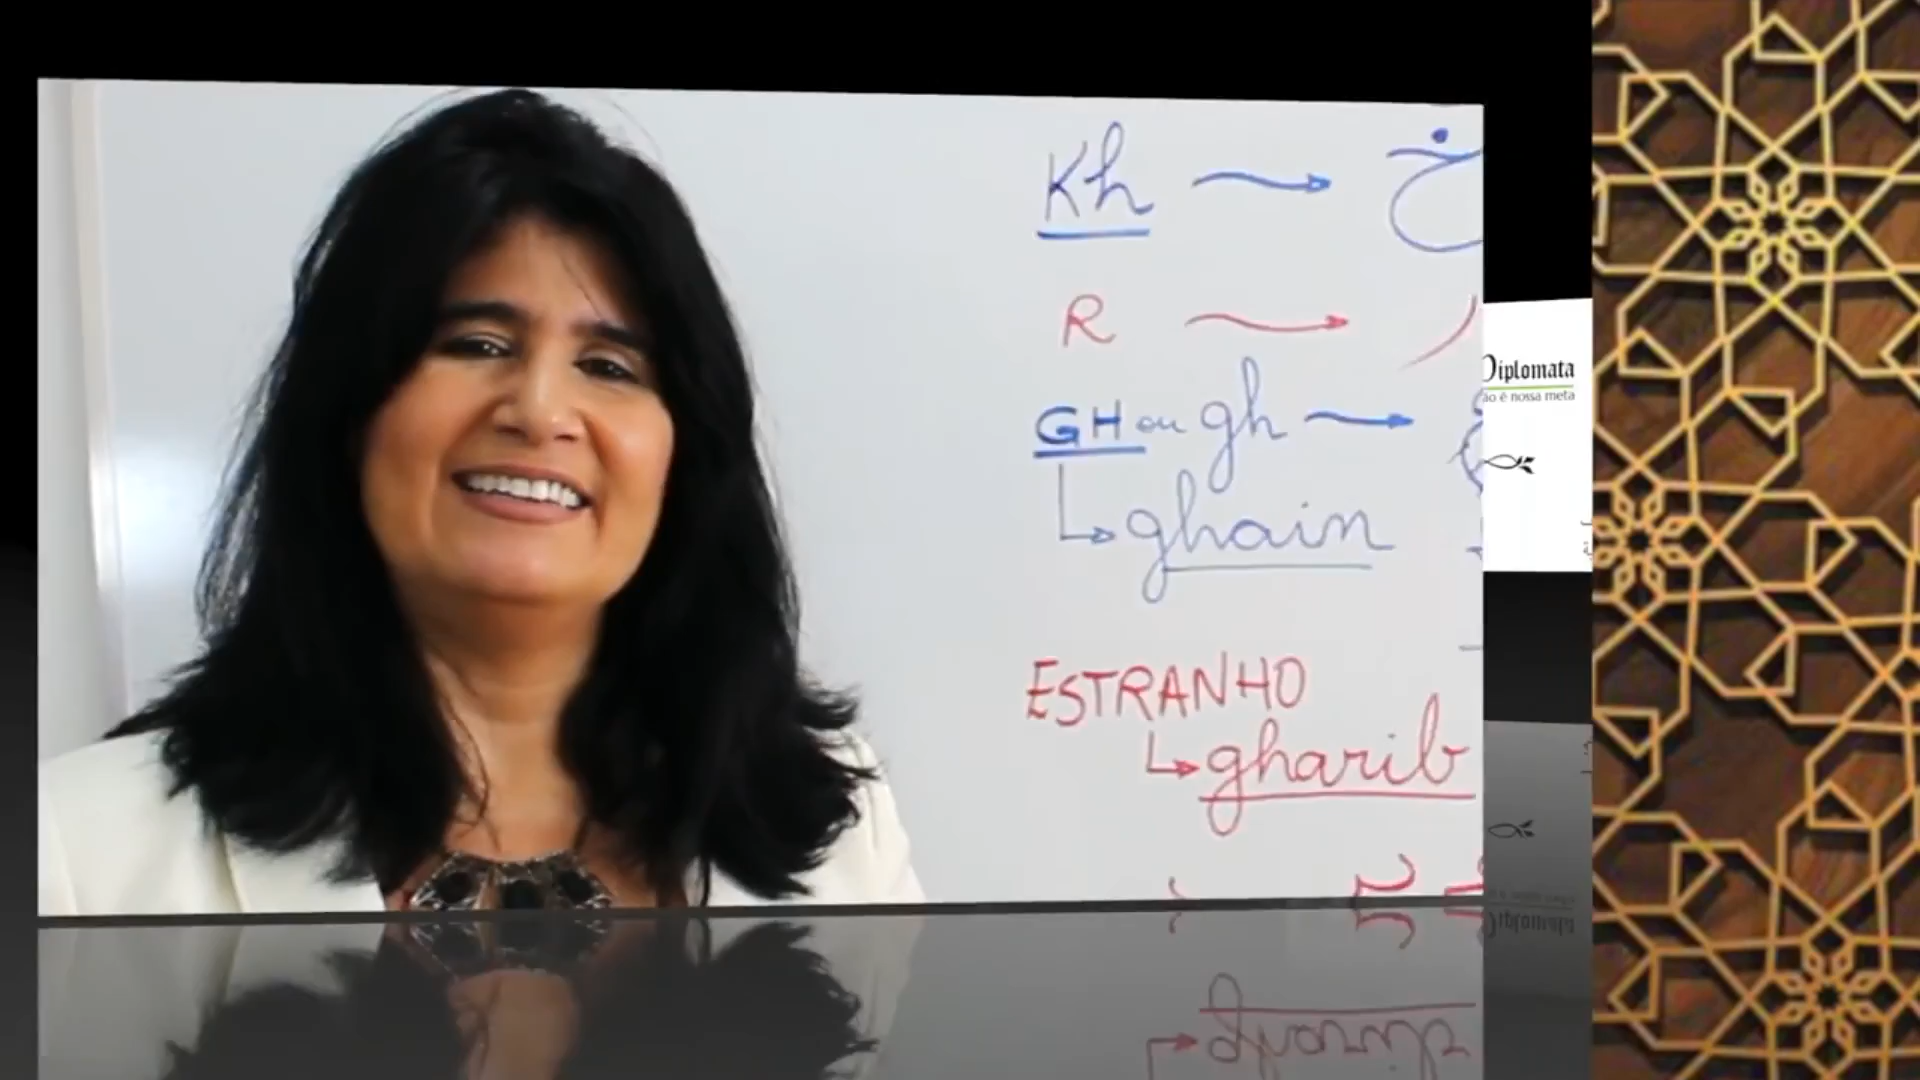 Kh → خ
R → ر
GH ou gh →
↳ ghain
ESTRANHO
↳ gharib
Diplomata
ão é nossa meta